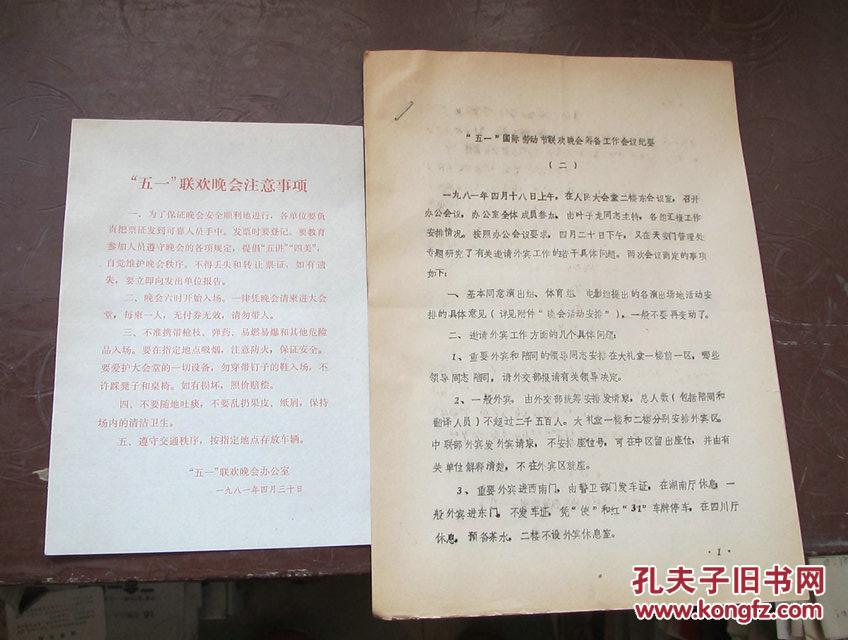 “五一”联欢晚会注意事项
一、为了保证晚会安全顺利地进行，各单位要负
责把票证发到可靠人员手中。发票时要登记。要教育
参加人员遵守晚会的各项规定，提倡“五讲”“四美”，
自觉维护晚会秩序。不得丢失和转让票证，如有遗
失，要立即向发出单位报告。
二、晚会六时开始入场。一律凭晚会请柬进大会
堂，每柬一人，无付券无效，请勿带人。
三、不准携带枪枝、弹药、易燃易爆和其他危险
品入场。要在指定地点吸烟，注意防火，保证安全。
要爱护大会堂的一切设备，勿穿带钉子的鞋入场，不
许踩凳子和桌椅。如有损坏，照价赔偿。
四、不要随地吐痰，不要乱扔果皮、纸屑，保持
场内的清洁卫生。
五、遵守交通秩序，按指定地点存放车辆。
“五一”联欢晚会办公室
一九八一年四月三十日
“五一”国际劳动节联欢晚会筹备工作会议纪要
（二）
一九八一年四月十八日上午，在人民大会堂二楼东会议室，召开
办公会议，办公室全体成员参加，由叶子龙同志主持，各组汇报工作
安排情况。按照办公会议要求，四月二十日下午，又在天安门管理处
专题研究了有关邀请外宾工作的若干具体问题。两次会议商定的事项
如下：
一、基本同意演出组、体育组、电影组提出的各演出场地活动安
排的具体意见（详见附件“晚会活动安排”），一般不要再变动了。
二、邀请外宾工作方面的几个具体问题：
1、重要外宾和陪同的领导同志安排在大礼堂一楼前一区，哪些
领导同志陪同，请外交部报请有关领导决定。
2、一般外宾，由外交部统筹安排发请柬，总人数（包括陪同和
翻译人员）不超过二千五百人。大礼堂一楼和二楼分别安排外宾区。
中联部外宾发外宾请柬，不安排座位号，可在中区留出座位，并由有
关单位解释清楚，不在外宾区就座。
3、重要外宾进西南门，由警卫部门发车证，在湖南厅休息，一
般外宾进东门，不发车证，凭“使”和红“31”车牌停车，在四川厅
休息，预备茶水，二楼不设外宾休息室。
·1·
孔夫子旧书网
www.kongfz.com